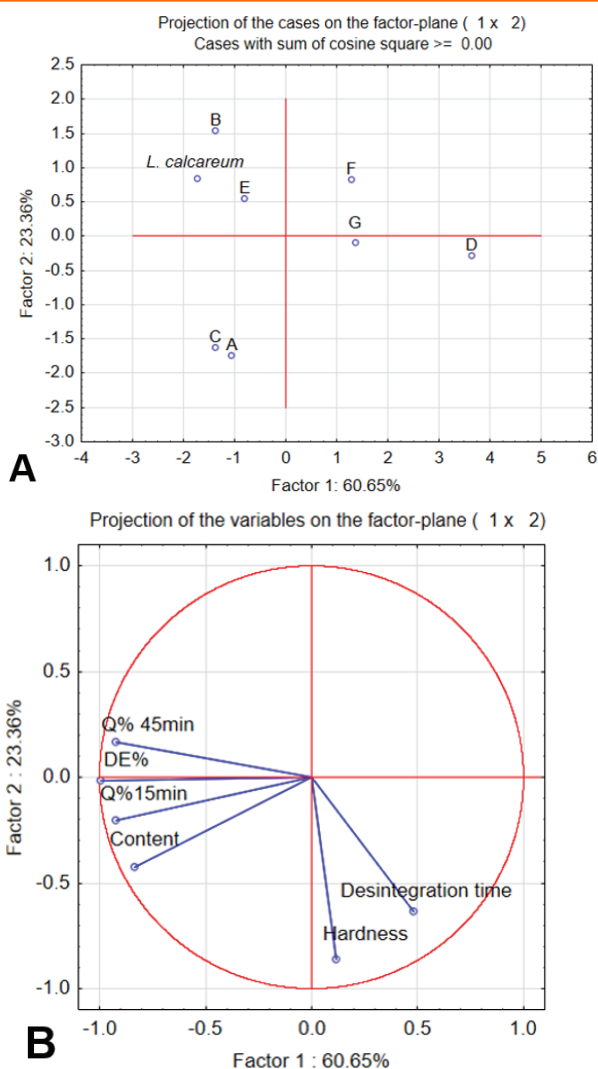 Projection of the cases on the factor-plane ( 1 x 2)
Cases with sum of cosine square >= 0.00
2.5
2.0
1.5
1.0
0.5
0.0
-0.5
-1.0
-1.5
-2.0
-2.5
-3.0
Factor 2: 23.36%
B
L. calcareum
E
F
G
D
C
A
-4 -3 -2 -1 0 1 2 3 4 5 6
Factor 1: 60.65%
A
Projection of the variables on the factor-plane ( 1 x 2)
1.0
0.5
0.0
-0.5
-1.0
Factor 2 : 23.36%
Q% 45min
DE%
Q%15min
Content
Desintegration time
Hardness
-1.0 -0.5 0.0 0.5 1.0
Factor 1 : 60.65%
B